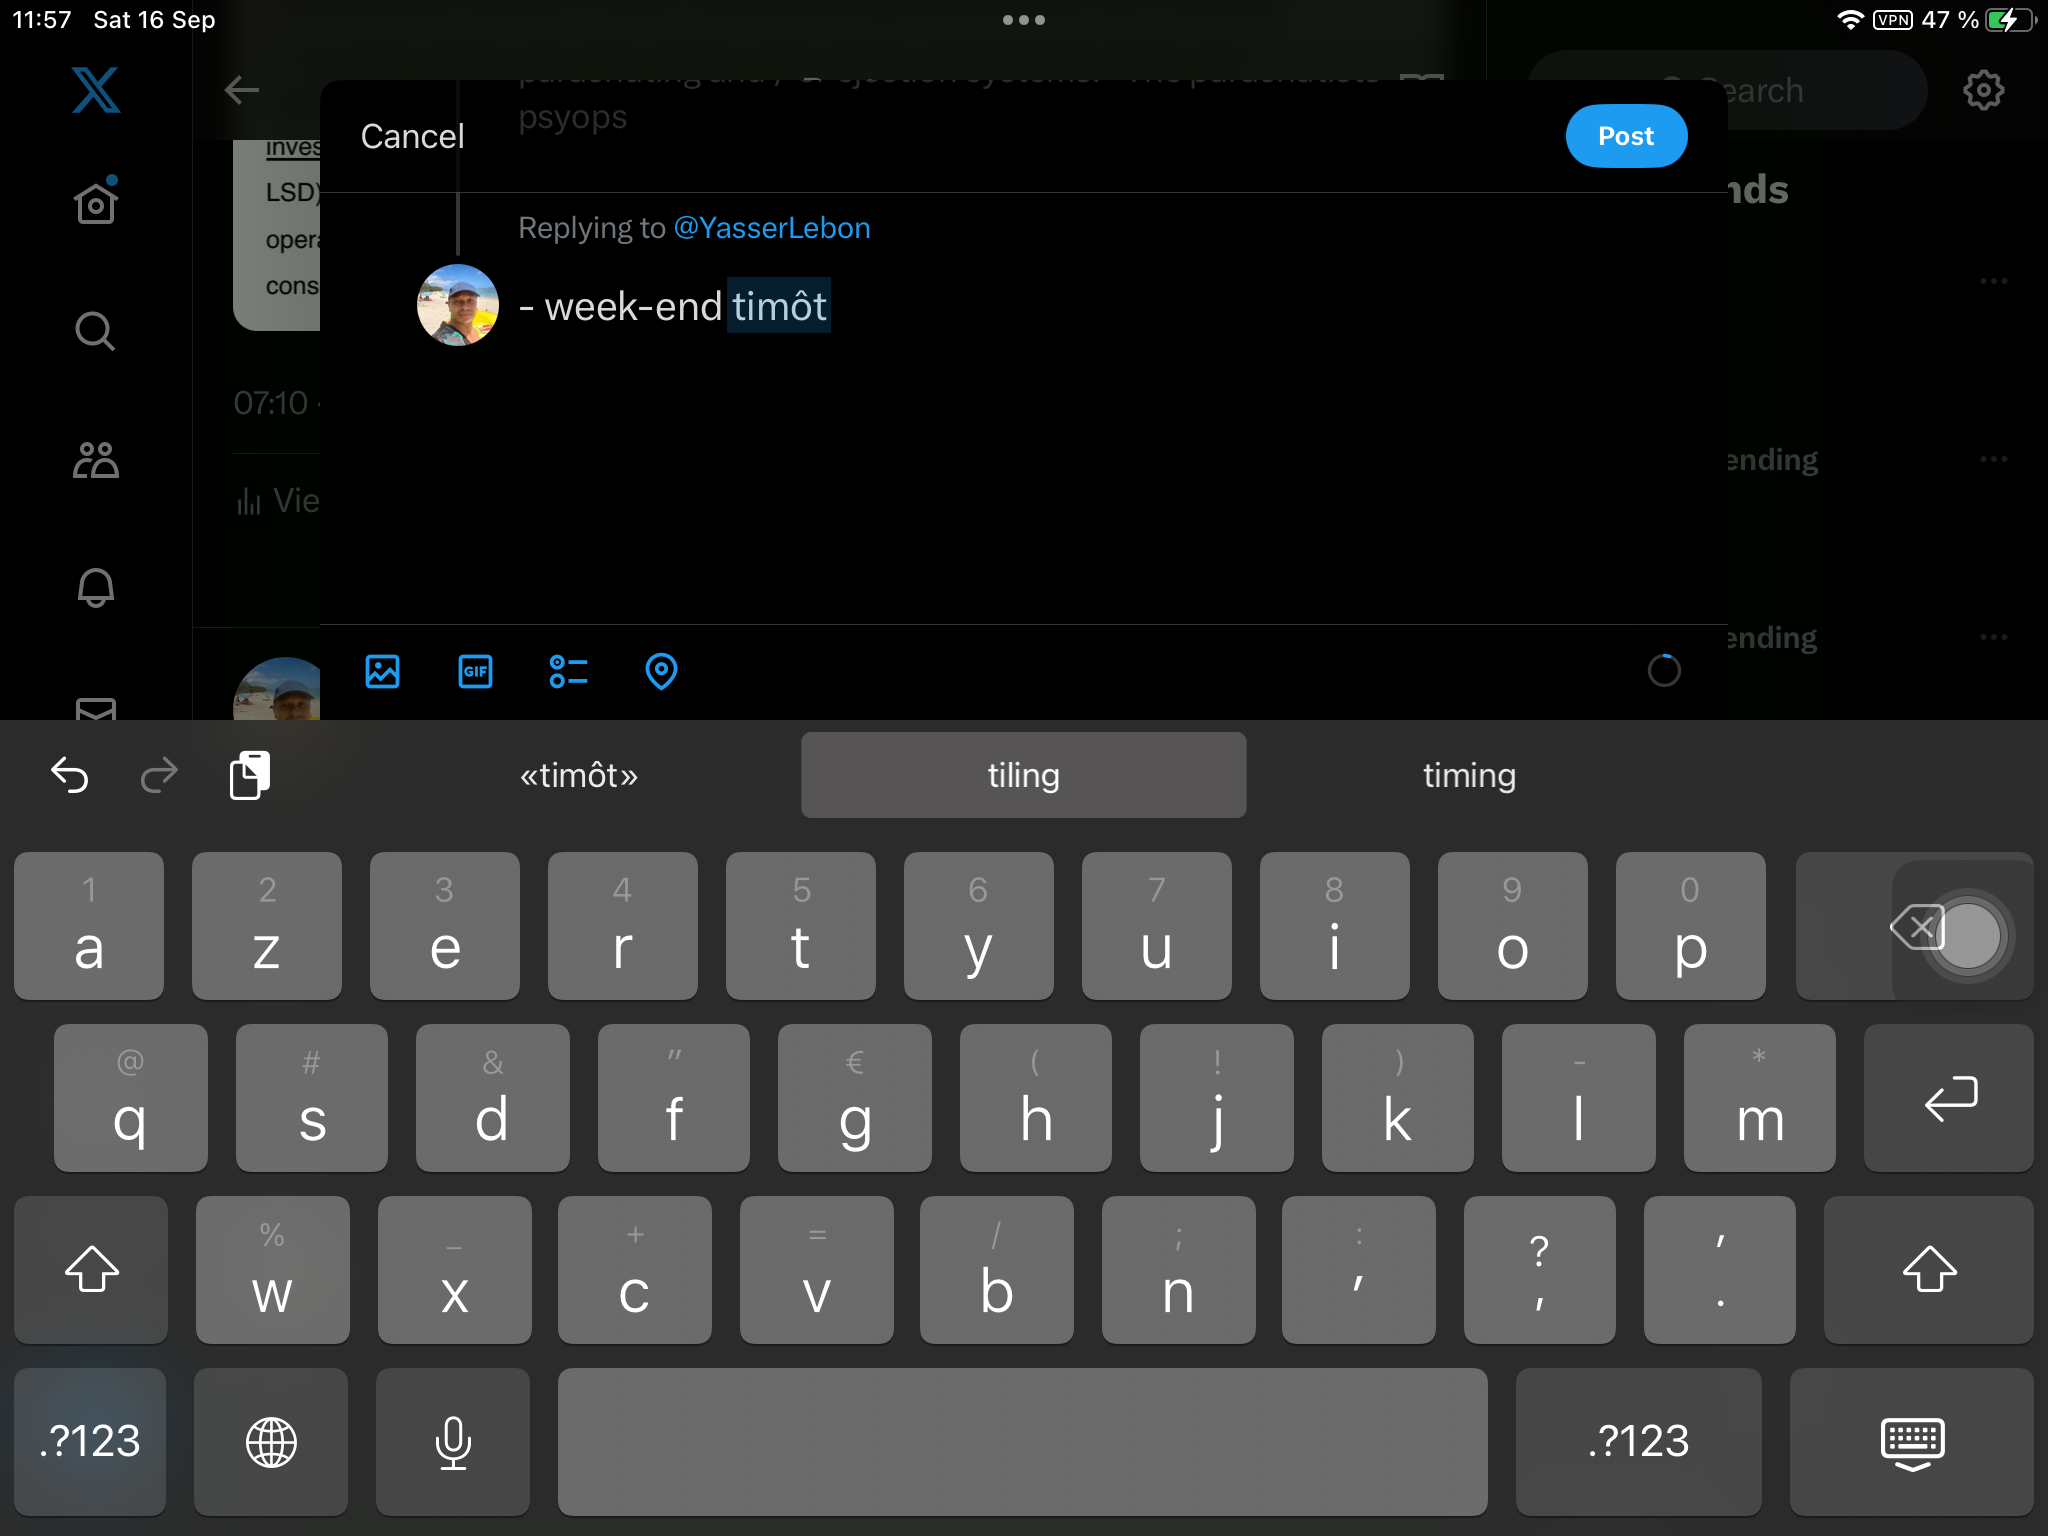 11:57 Sat 16 Sep
VPN 47 %
psyops
Search
Cancel
Post
inves
LSD)
opera
cons
Replying to @YasserLebon
- week-end timôt
07:10 ·
Vie
nds
ending
ending
GIF
«timôt» tiling timing
1 2 3 4 5 6 7 8 9 0
a z e r t y u i o p
@ # & " € ( ! ) - *
q s d f g h j k l m
% _ + = / ; : ? '
w x c v b n ' , .
.?123 .?123